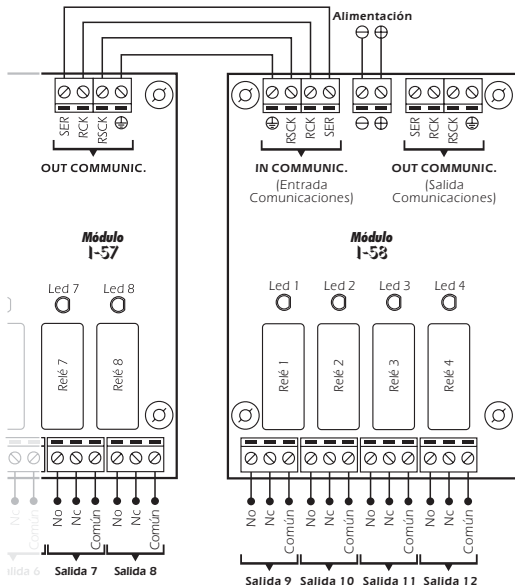 Alimentación
SER RCK RSCK
OUT COMMUNIC.
RSCK RCK SER
IN COMMUNIC.
(Entrada
Comunicaciones)
SER RCK RSCK
OUT COMMUNIC.
(Salida
Comunicaciones)
Módulo
I-57
Módulo
I-58
Led 7 Led 8
Led 1 Led 2 Led 3 Led 4
Relé 7 Relé 8
Relé 1 Relé 2 Relé 3 Relé 4
Nc Común No Nc Común No Nc Común
No Nc Común No Nc Común No Nc Común No Nc Común
6 Salida 7 Salida 8
Salida 9 Salida 10 Salida 11 Salida 12